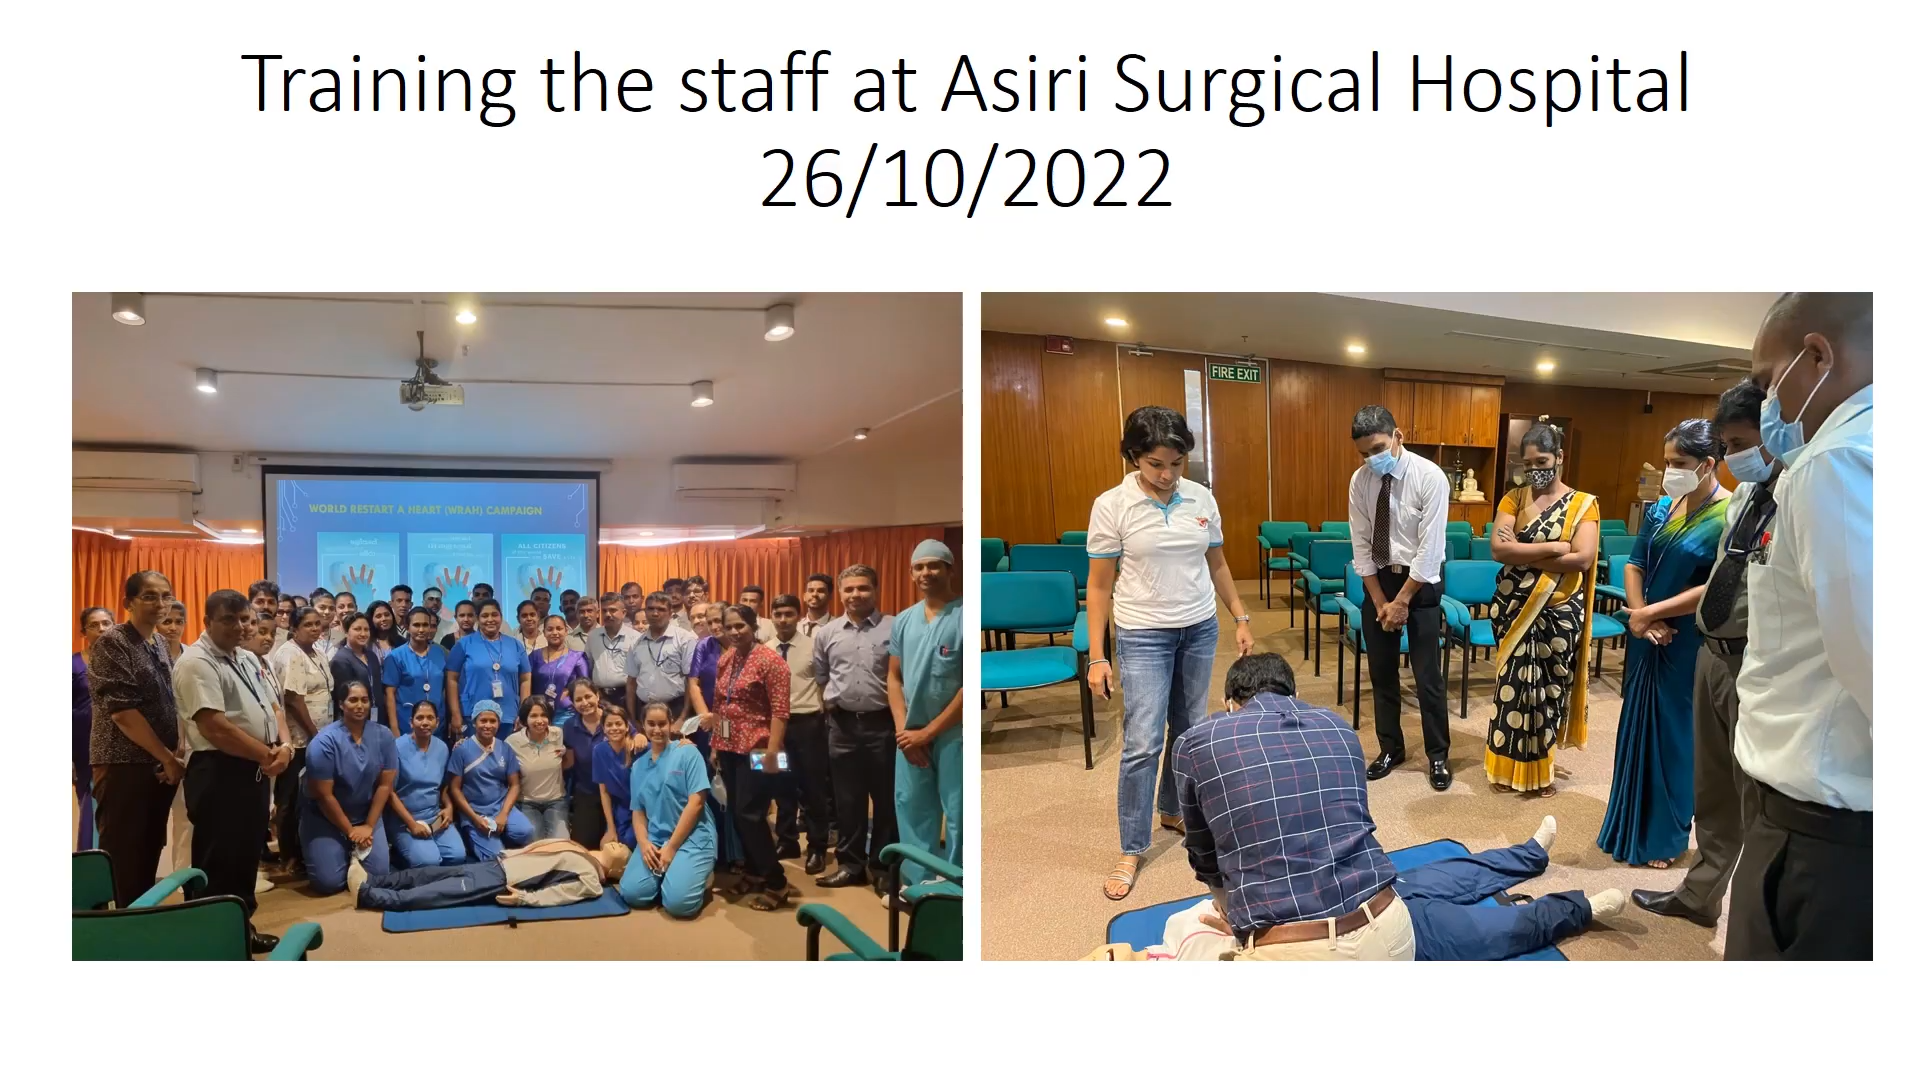 Training the staff at Asiri Surgical Hospital
26/10/2022
WORLD RESTART A HEART (WRAH) CAMPAIGN
ALL CITIZENS
SAVE
FIRE EXIT